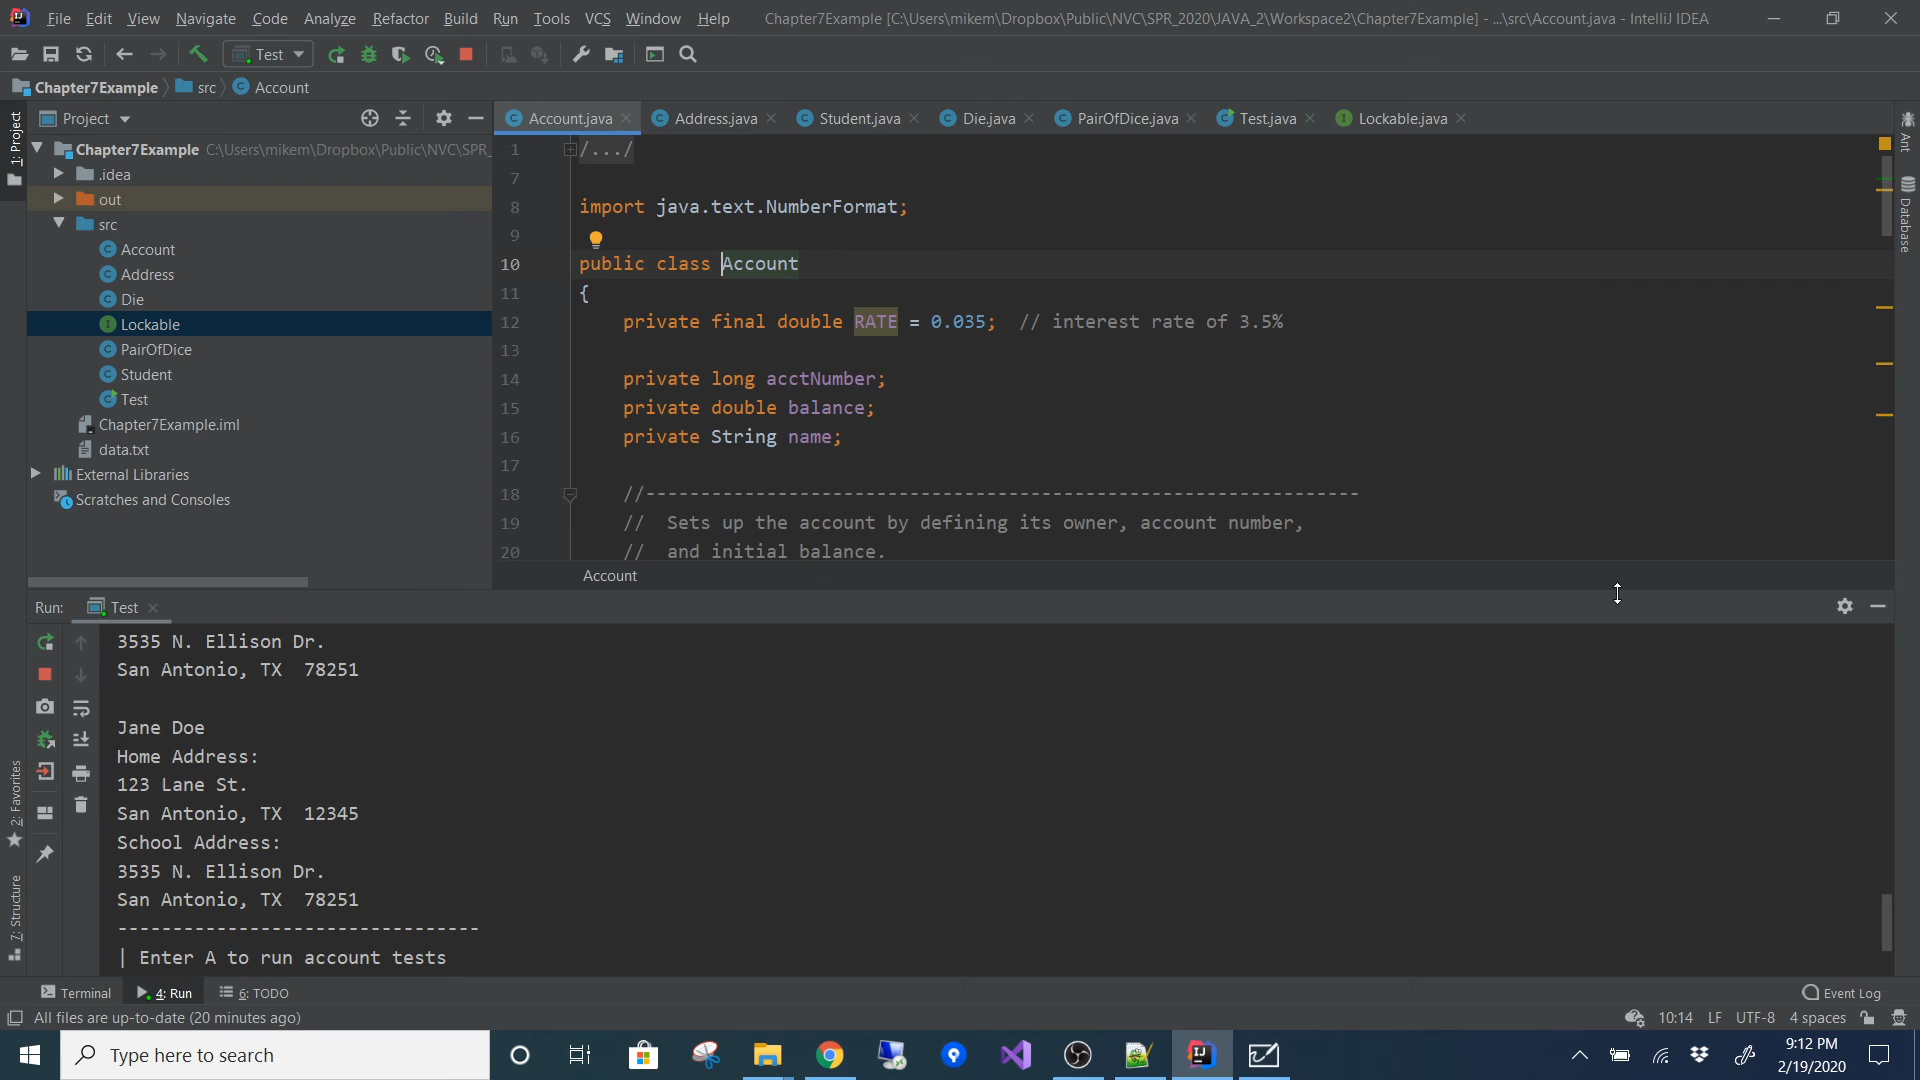 File Edit View Navigate Code Analyze Refactor Build Run Tools VCS Window Help Chapter7Example [C:\Users\mikem\Dropbox\Public\NVC\SPR_2020\JAVA_2\Workspace2\Chapter7Example] - ...\src\Account.java - IntelliJ IDEA
Test
Chapter7Example src Account
1: Project
Project
Chapter7Example C:\Users\mikem\Dropbox\Public\NVC\SPR_
.idea
out
src
Account
Address
Die
Lockable
PairOfDice
Student
Test
Chapter7Example.iml
data.txt
External Libraries
Scratches and Consoles
Account.java Address.java Student.java Die.java PairOfDice.java Test.java Lockable.java
1 /.../
7
8 import java.text.NumberFormat;
9
10 public class Account
11 {
12 private final double RATE = 0.035; // interest rate of 3.5%
13
14 private long acctNumber;
15 private double balance;
16 private String name;
17
18 //-----------------------------------------------------------------
19 // Sets up the account by defining its owner, account number,
20 // and initial balance.
Account
Ant
Database
Run: Test
3535 N. Ellison Dr.
San Antonio, TX  78251
Jane Doe
Home Address:
123 Lane St.
San Antonio, TX  12345
School Address:
3535 N. Ellison Dr.
San Antonio, TX  78251
---------------------------------
| Enter A to run account tests
2: Favorites
7: Structure
Terminal 4: Run 6: TODO Event Log
All files are up-to-date (20 minutes ago) 10:14 LF UTF-8 4 spaces
Type here to search
9:12 PM
2/19/2020